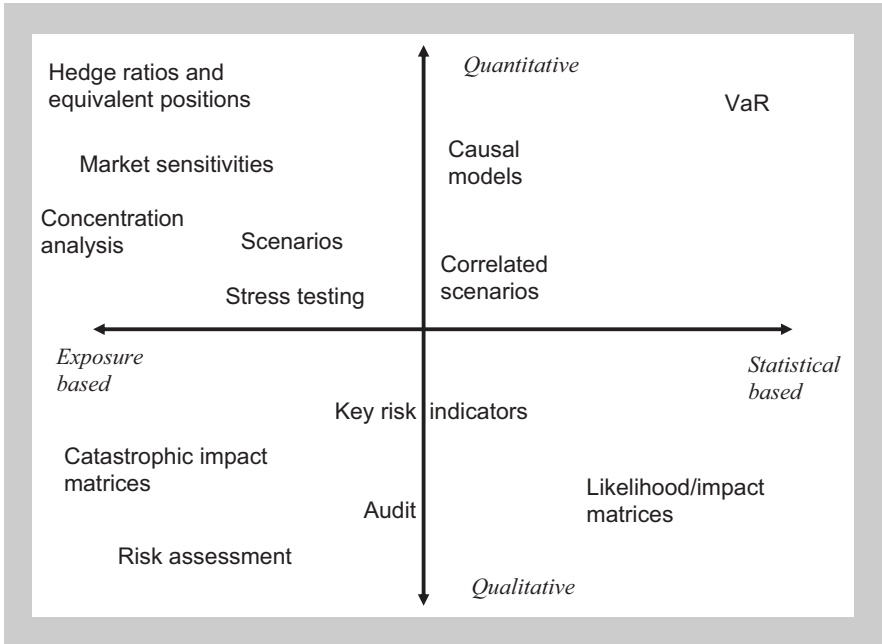 Hedge ratios and
equivalent positions
Quantitative
VaR
Market sensitivities
Causal
models
Concentration
analysis
Scenarios
Correlated
scenarios
Stress testing
Exposure
based
Statistical
based
Key risk indicators
Catastrophic impact
matrices
Likelihood/impact
matrices
Audit
Risk assessment
Qualitative